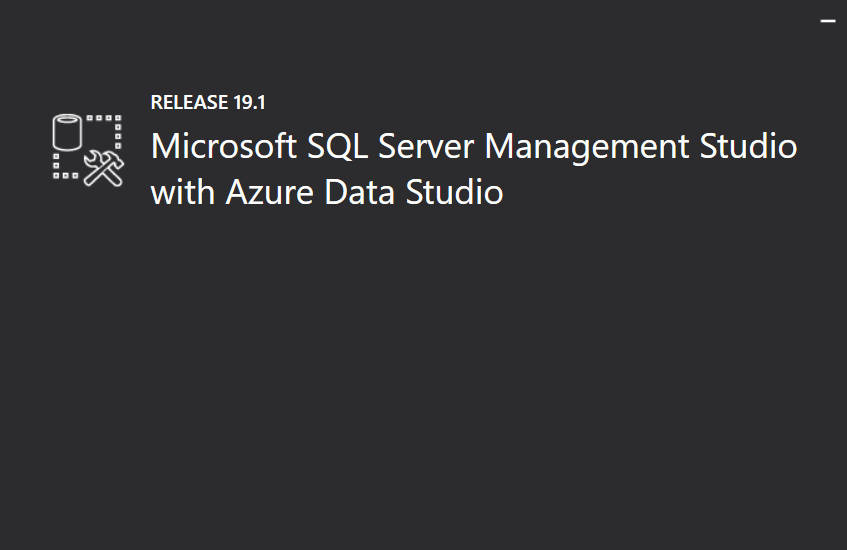 RELEASE 19.1
Microsoft SQL Server Management Studio
with Azure Data Studio